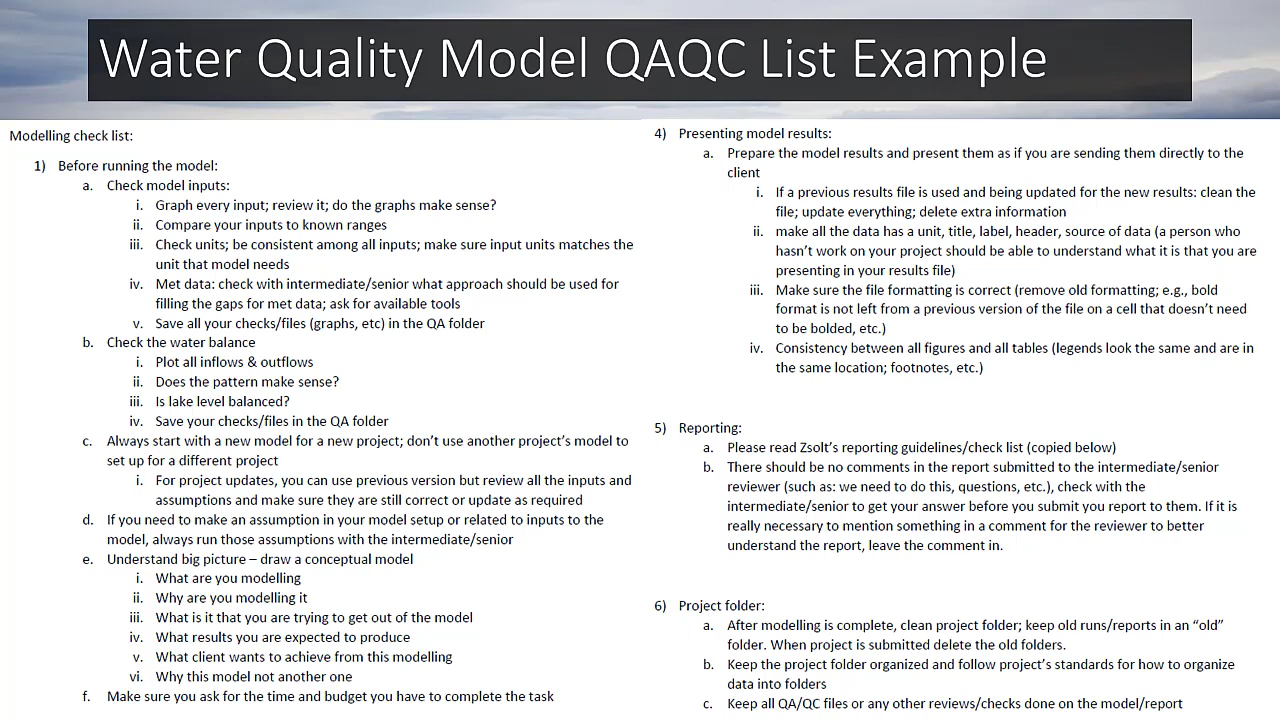 Water Quality Model QAQC List Example
Modelling check list:
1) Before running the model:
a. Check model inputs:
i. Graph every input; review it; do the graphs make sense?
ii. Compare your inputs to known ranges
iii. Check units; be consistent among all inputs; make sure input units matches the
unit that model needs
iv. Met data: check with intermediate/senior what approach should be used for
filling the gaps for met data; ask for available tools
v. Save all your checks/files (graphs, etc) in the QA folder
b. Check the water balance
i. Plot all inflows & outflows
ii. Does the pattern make sense?
iii. Is lake level balanced?
iv. Save your checks/files in the QA folder
c. Always start with a new model for a new project; don't use another project's model to
set up for a different project
i. For project updates, you can use previous version but review all the inputs and
assumptions and make sure they are still correct or update as required
d. If you need to make an assumption in your model setup or related to inputs to the
model, always run those assumptions with the intermediate/senior
e. Understand big picture – draw a conceptual model
i. What are you modelling
ii. Why are you modelling it
iii. What is it that you are trying to get out of the model
iv. What results you are expected to produce
v. What client wants to achieve from this modelling
vi. Why this model not another one
f. Make sure you ask for the time and budget you have to complete the task
4) Presenting model results:
a. Prepare the model results and present them as if you are sending them directly to the
client
i. If a previous results file is used and being updated for the new results: clean the
file; update everything; delete extra information
ii. make all the data has a unit, title, label, header, source of data (a person who
hasn't work on your project should be able to understand what it is that you are
presenting in your results file)
iii. Make sure the file formatting is correct (remove old formatting; e.g., bold
format is not left from a previous version of the file on a cell that doesn't need
to be bolded, etc.)
iv. Consistency between all figures and all tables (legends look the same and are in
the same location; footnotes, etc.)
5) Reporting:
a. Please read Zsolt's reporting guidelines/check list (copied below)
b. There should be no comments in the report submitted to the intermediate/senior
reviewer (such as: we need to do this, questions, etc.), check with the
intermediate/senior to get your answer before you submit you report to them. If it is
really necessary to mention something in a comment for the reviewer to better
understand the report, leave the comment in.
6) Project folder:
a. After modelling is complete, clean project folder; keep old runs/reports in an “old”
folder. When project is submitted delete the old folders.
b. Keep the project folder organized and follow project's standards for how to organize
data into folders
c. Keep all QA/QC files or any other reviews/checks done on the model/report